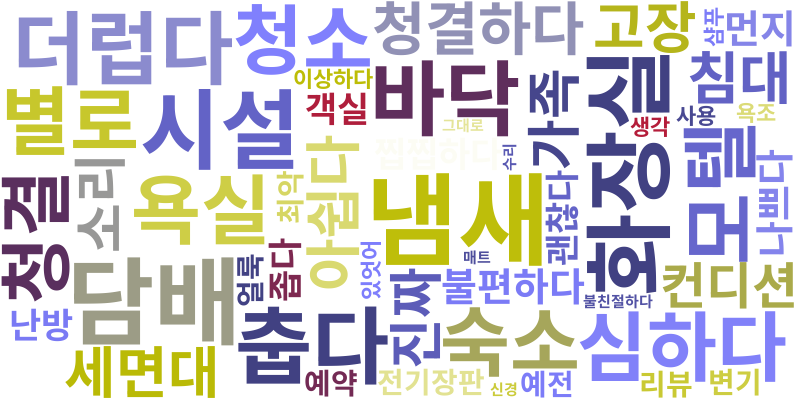 더럽다
청소
청결하다
고장
샴푸
먼지
별로
시설
이상하다
객실
바닥
그대로
가족
화장실
침대
생각
사용
욕조
모텔
청결
소리
욕실
최악
아쉽다
찝찝하다
냄새
수리
괜찮다
나쁘다
담배
얼룩
좁다
있었어
진짜
매트
불편하다
불친절하다
컨디션
난방
세면대
춥다
예약
전기장판
숙소
신경
예전
심하다
리뷰
변기